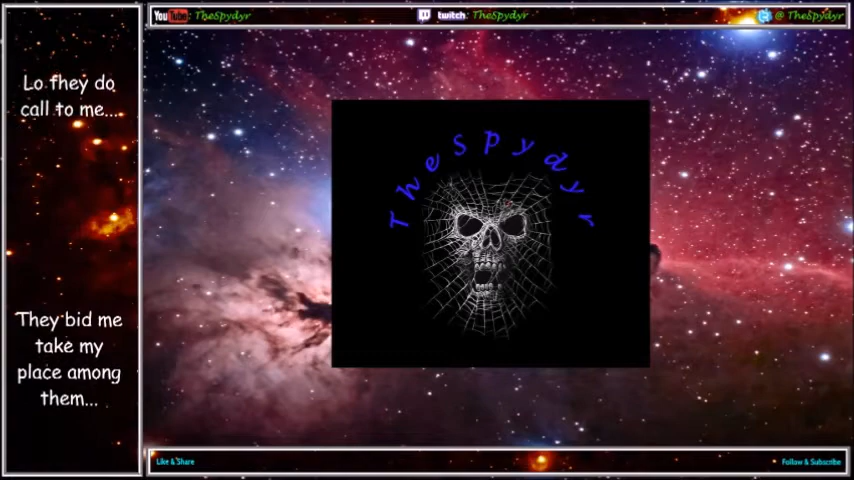 YouTube: TheSpydyr
twitch: TheSpydyr
@ TheSpydyr
Lo they do
call to me...
They bid me
take my
place among
them...
TheSpydyr
Like & Share
Follow & Subscribe